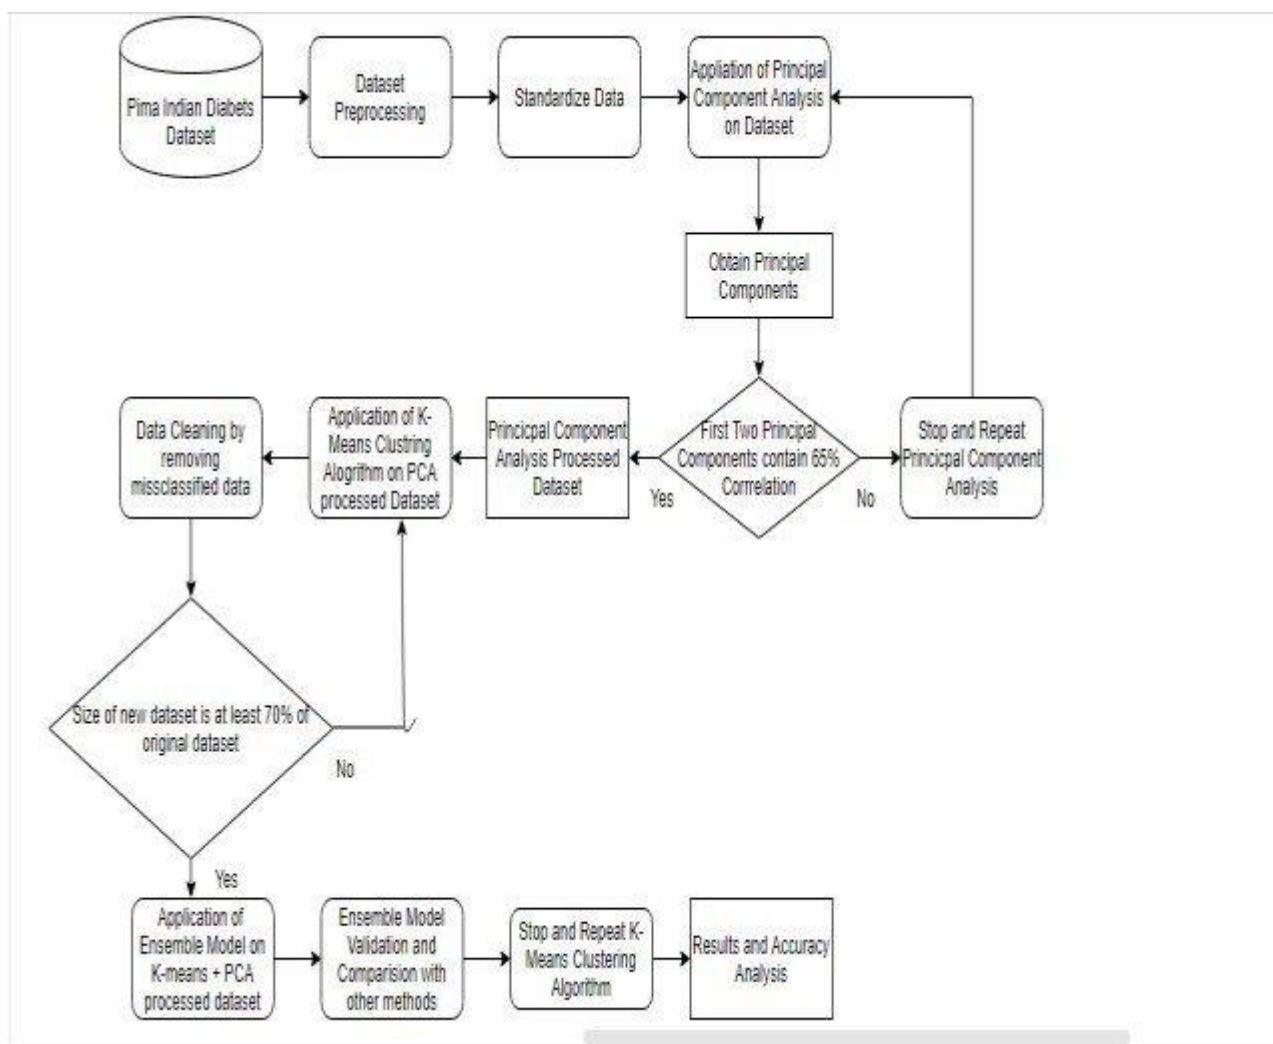 Pima Indian Diabets
Dataset
Dataset
Preprocessing
Standardize Data
Appliation of Principal
Component Analysis
on Dataset
Obtain Principal
Components
First Two Principal
Components contain 65%
Corrrelation
Yes
No
Stop and Repeat
Princicpal Component
Analysis
Princicpal Component
Analysis Processed
Dataset
Application of K-
Means Clustring
Alogrithm on PCA
processed Dataset
Data Cleaning by
removing
missclassified data
Size of new dataset is at least 70% of
original dataset
No
Yes
Application of
Ensemble Model on
K-means + PCA
processed dataset
Ensemble Model
Validation and
Comparision with
other methods
Stop and Repeat K-
Means Clustering
Algorithm
Results and Accuracy
Analysis